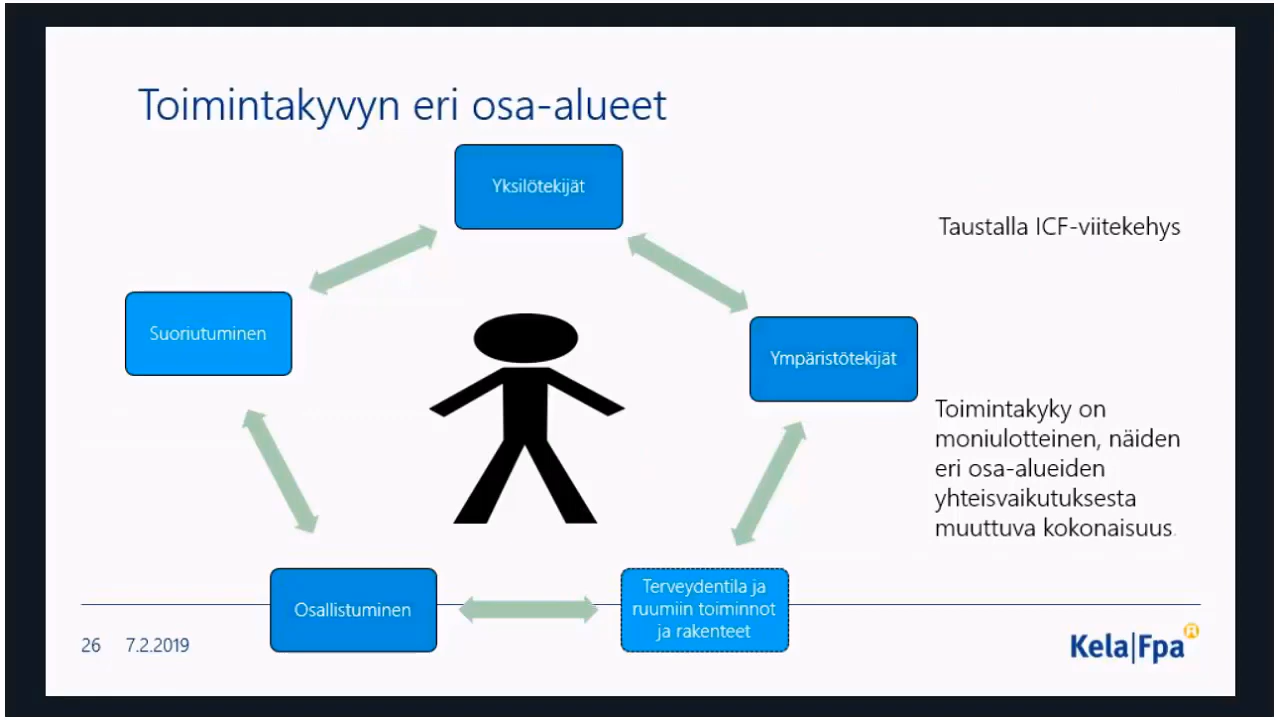 Toimintakyvyn eri osa-alueet
Yksilötekijät
Taustalla ICF-viitekehys
Suoriutuminen
Ympäristötekijät
Toimintakyky on
moniulotteinen, näiden
eri osa-alueiden
yhteisvaikutuksesta
muuttuva kokonaisuus.
Osallistuminen
Terveydentila ja
ruumiin toiminnot
ja rakenteet
26 7.2.2019
Kela|Fpa